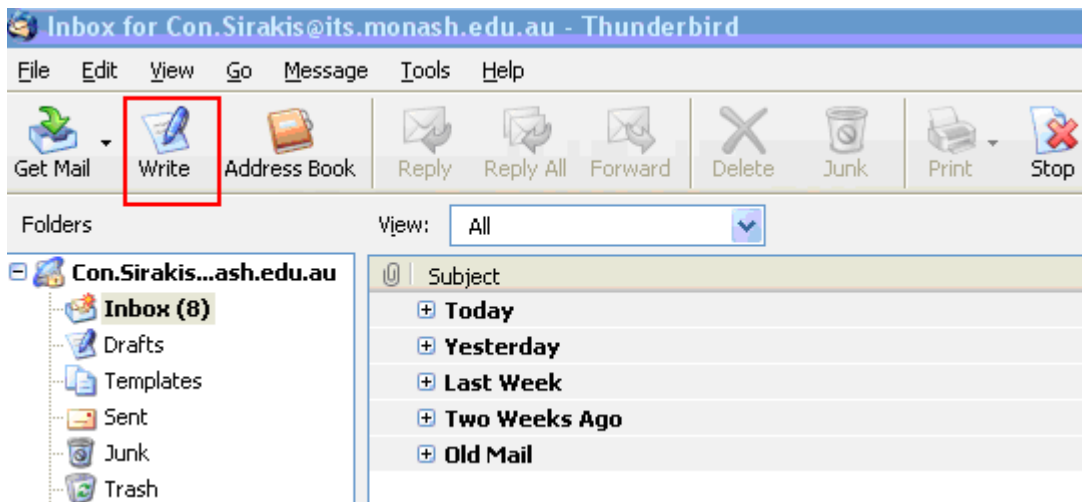 Inbox for Con.Sirakis@its.monash.edu.au - Thunderbird
File Edit View Go Message Tools Help
Get Mail Write Address Book Reply Reply All Forward Delete Junk Print Stop
Folders View: All
Con.Sirakis...ash.edu.au Subject
Inbox (8) Today
Drafts Yesterday
Templates Last Week
Sent Two Weeks Ago
Junk Old Mail
Trash